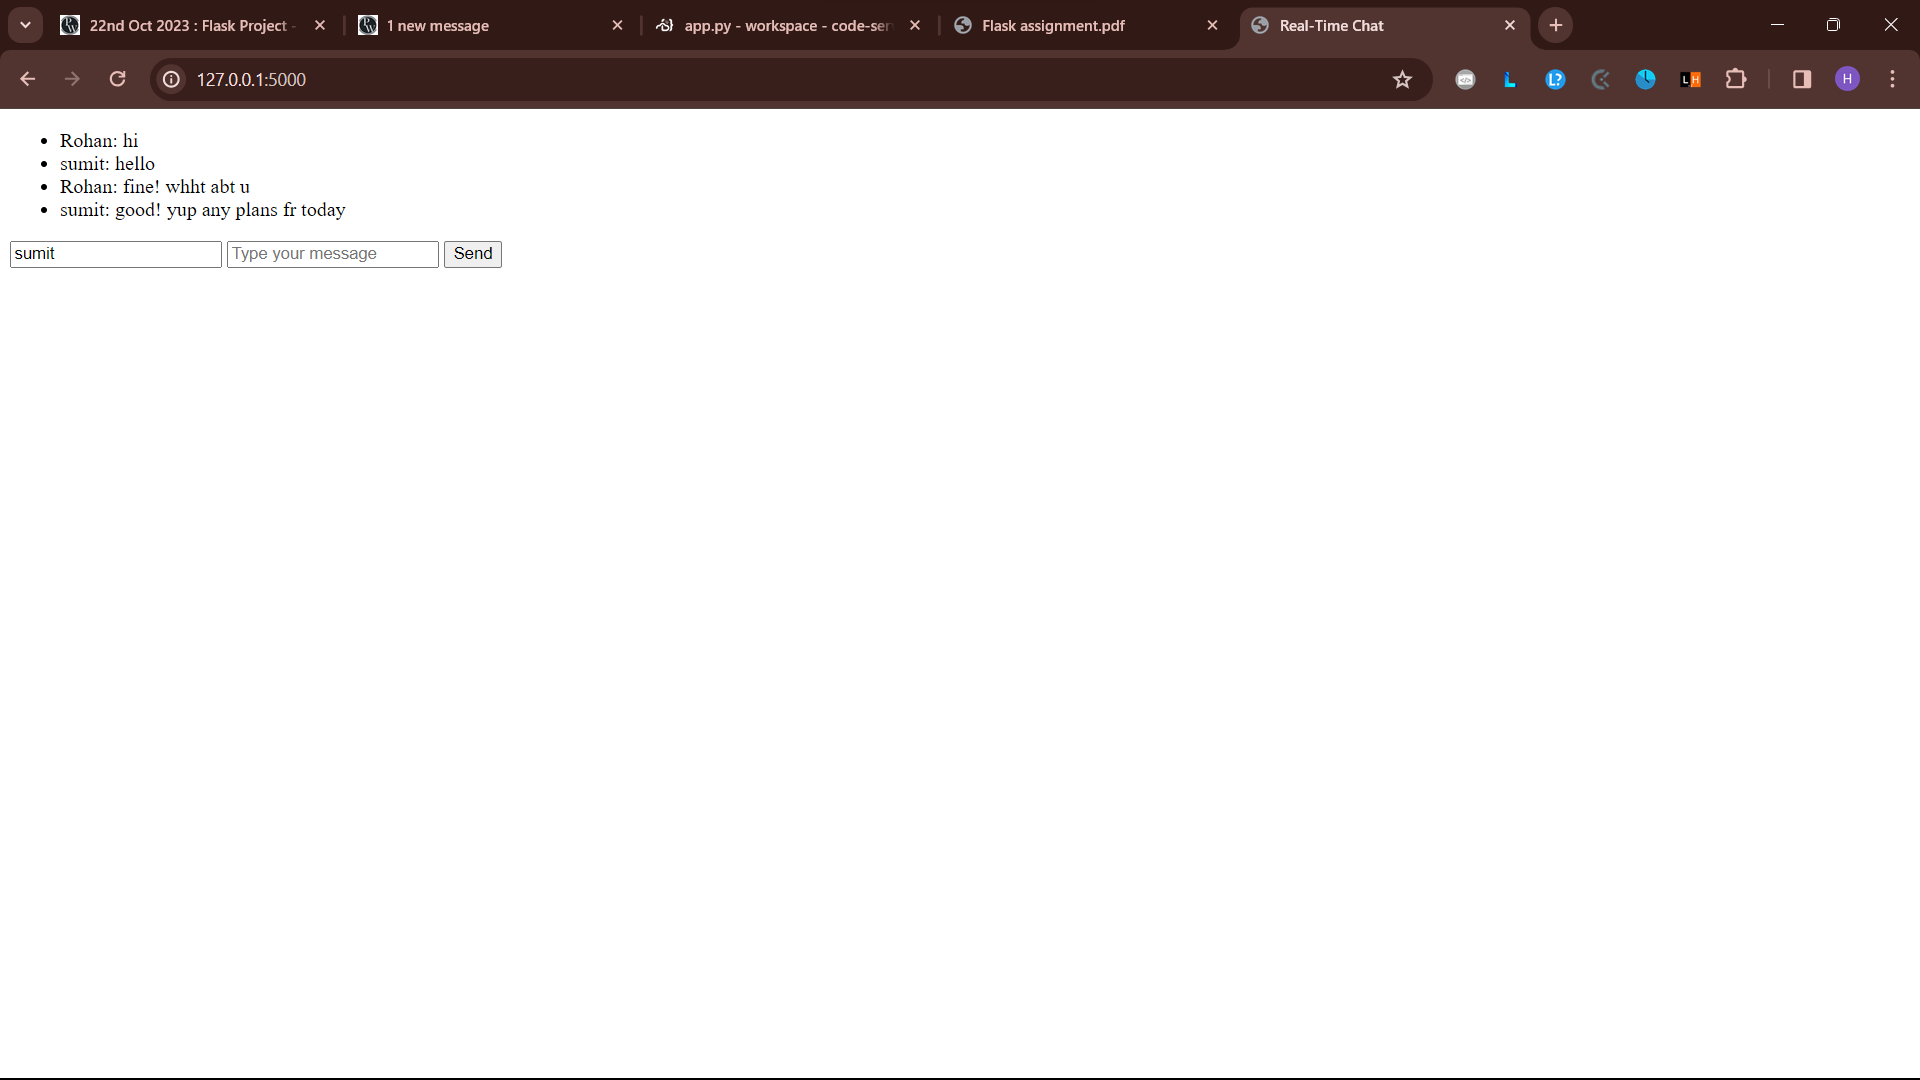 22nd Oct 2023 : Flask Project -
1 new message
app.py - workspace - code-ser
Flask assignment.pdf
Real-Time Chat
127.0.0.1:5000
L?
LH
H
• Rohan: hi
• sumit: hello
• Rohan: fine! whht abt u
• sumit: good! yup any plans fr today
sumit Type your message Send